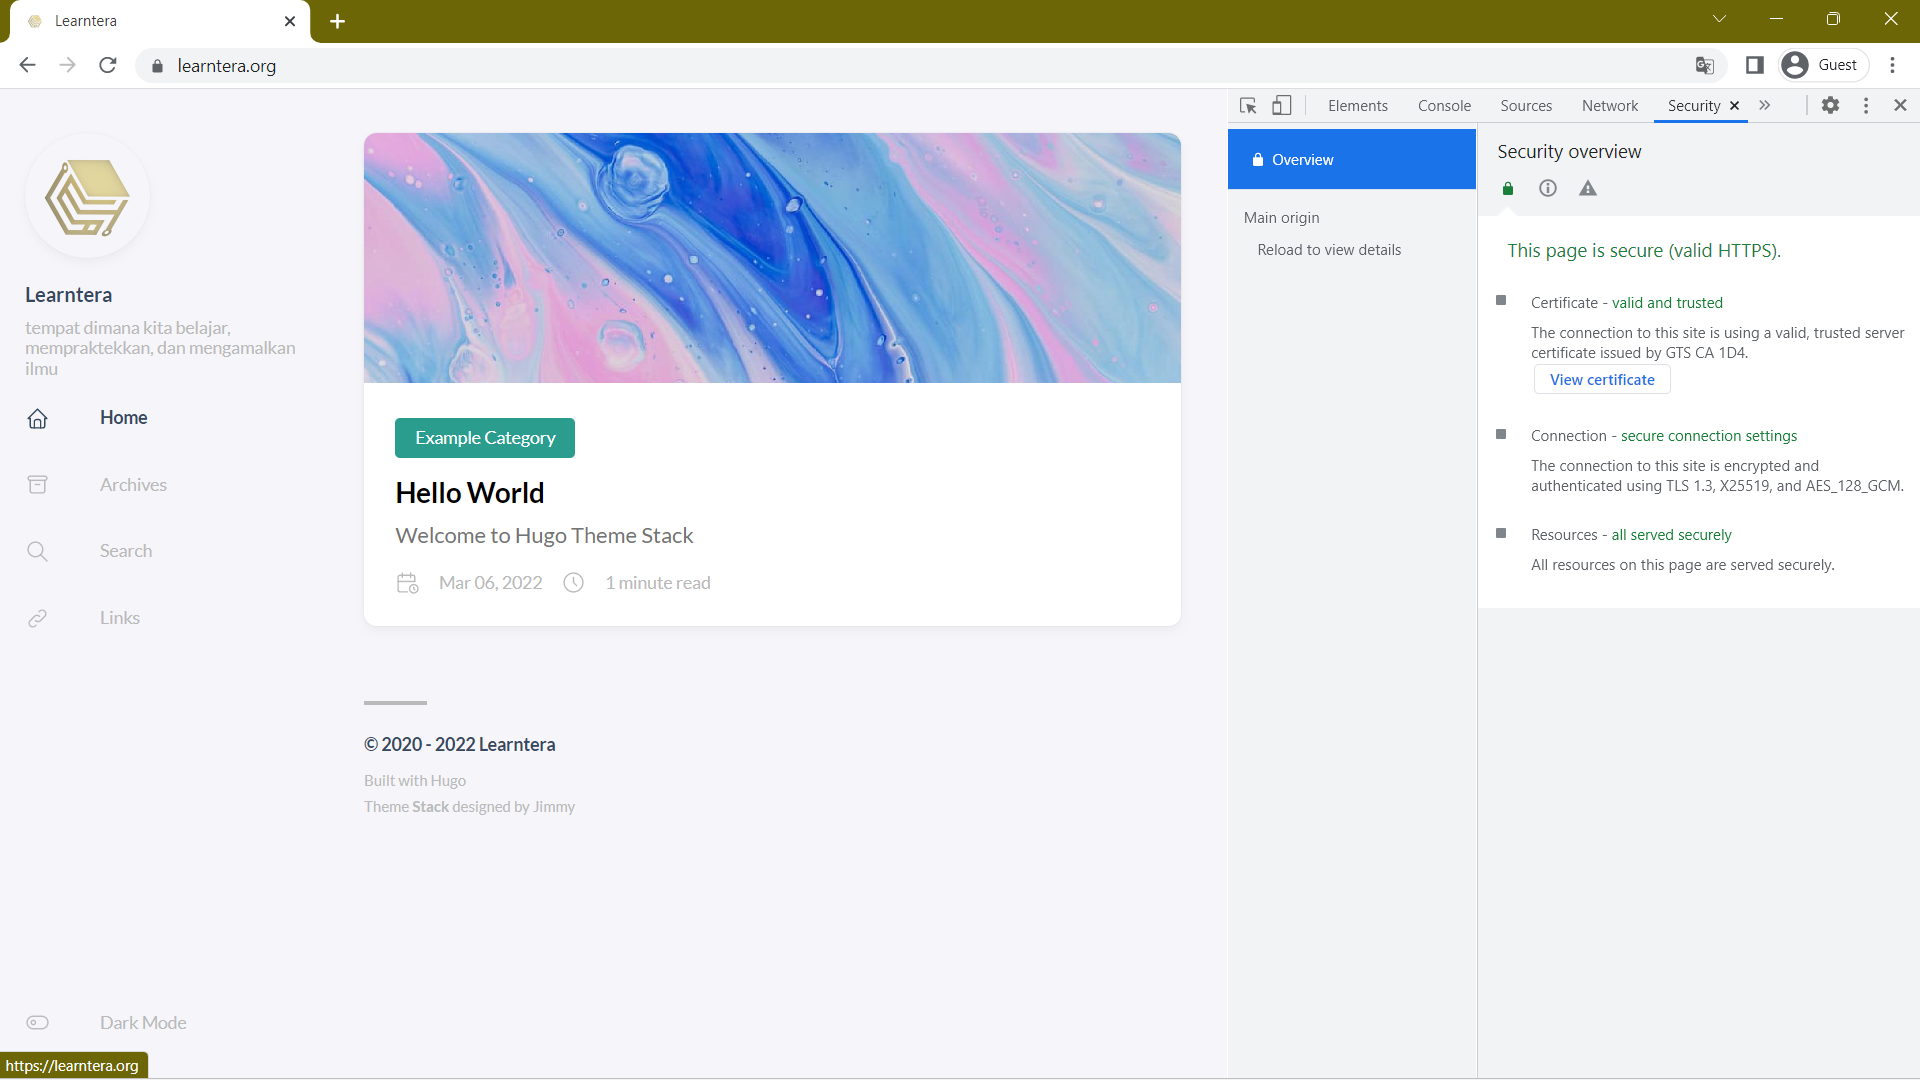 Learntera
learntera.org
Guest
Learntera
tempat dimana kita belajar,
mempraktekkan, dan mengamalkan
ilmu
Home
Archives
Search
Links
Dark Mode
https://learntera.org
Example Category
Hello World
Welcome to Hugo Theme Stack
Mar 06, 2022
1 minute read
© 2020 - 2022 Learntera
Built with Hugo
Theme Stack designed by Jimmy
Elements
Console
Sources
Network
Security
Overview
Main origin
Reload to view details
Security overview
This page is secure (valid HTTPS).
Certificate - valid and trusted
The connection to this site is using a valid, trusted server
certificate issued by GTS CA 1D4.
View certificate
Connection - secure connection settings
The connection to this site is encrypted and
authenticated using TLS 1.3, X25519, and AES_128_GCM.
Resources - all served securely
All resources on this page are served securely.